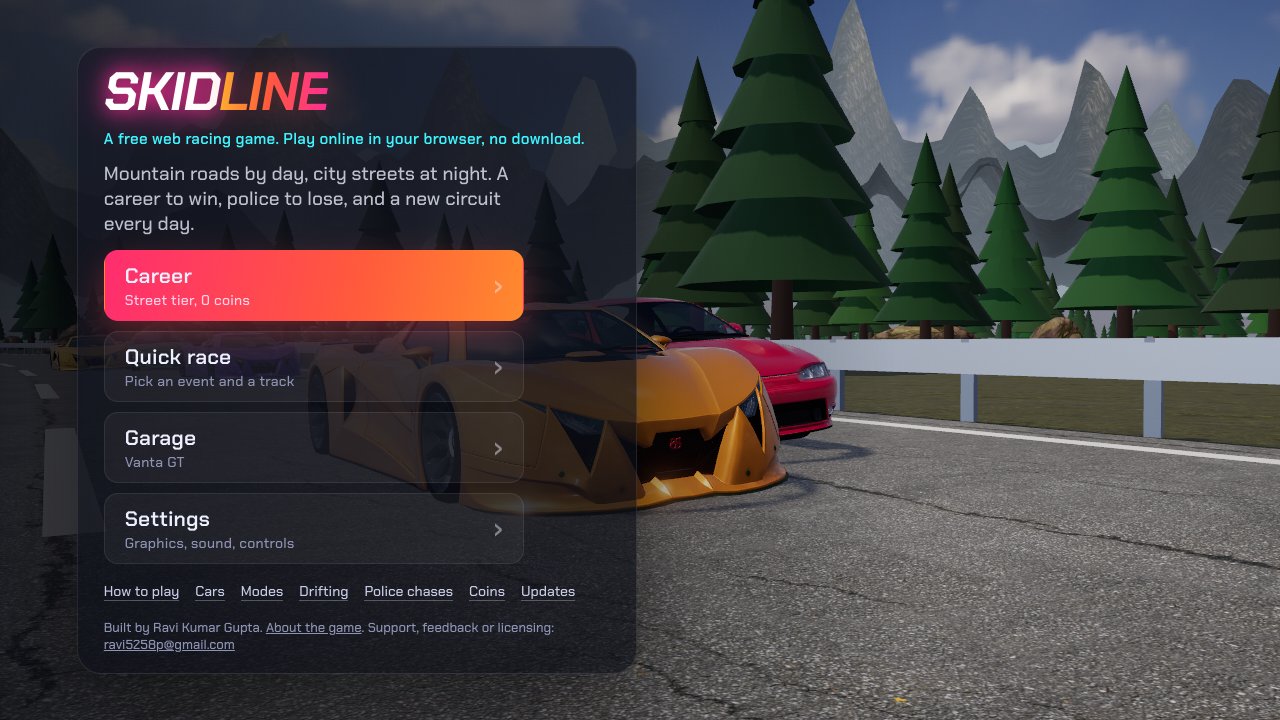 SKIDLINE
A free web racing game. Play online in your browser, no download.
Mountain roads by day, city streets at night. A
career to win, police to lose, and a new circuit
every day.
Career
Street tier, 0 coins
Quick race
Pick an event and a track
Garage
Vanta GT
Settings
Graphics, sound, controls
How to play Cars Modes Drifting Police chases Coins Updates
Built by Ravi Kumar Gupta. About the game. Support, feedback or licensing:
ravi5258p@gmail.com